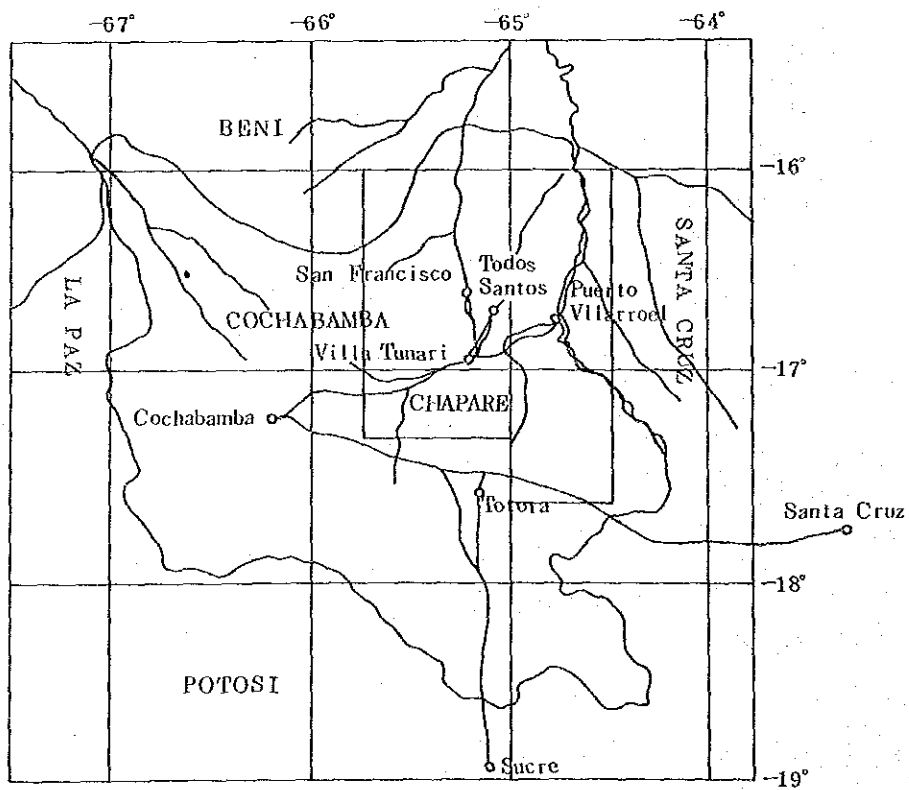 -67°
-66°
-65°
-64°
BENI
-16°
SANTA CRUZ
San Francisco
Todos
Santos
Puerto
Vllarroel
LA PAZ
COCHABAMBA
Villa Tunari
-17°
CHAPARE
Cochabamba
Totora
Santa Cruz
-18°
POTOSI
Sucre
-19°